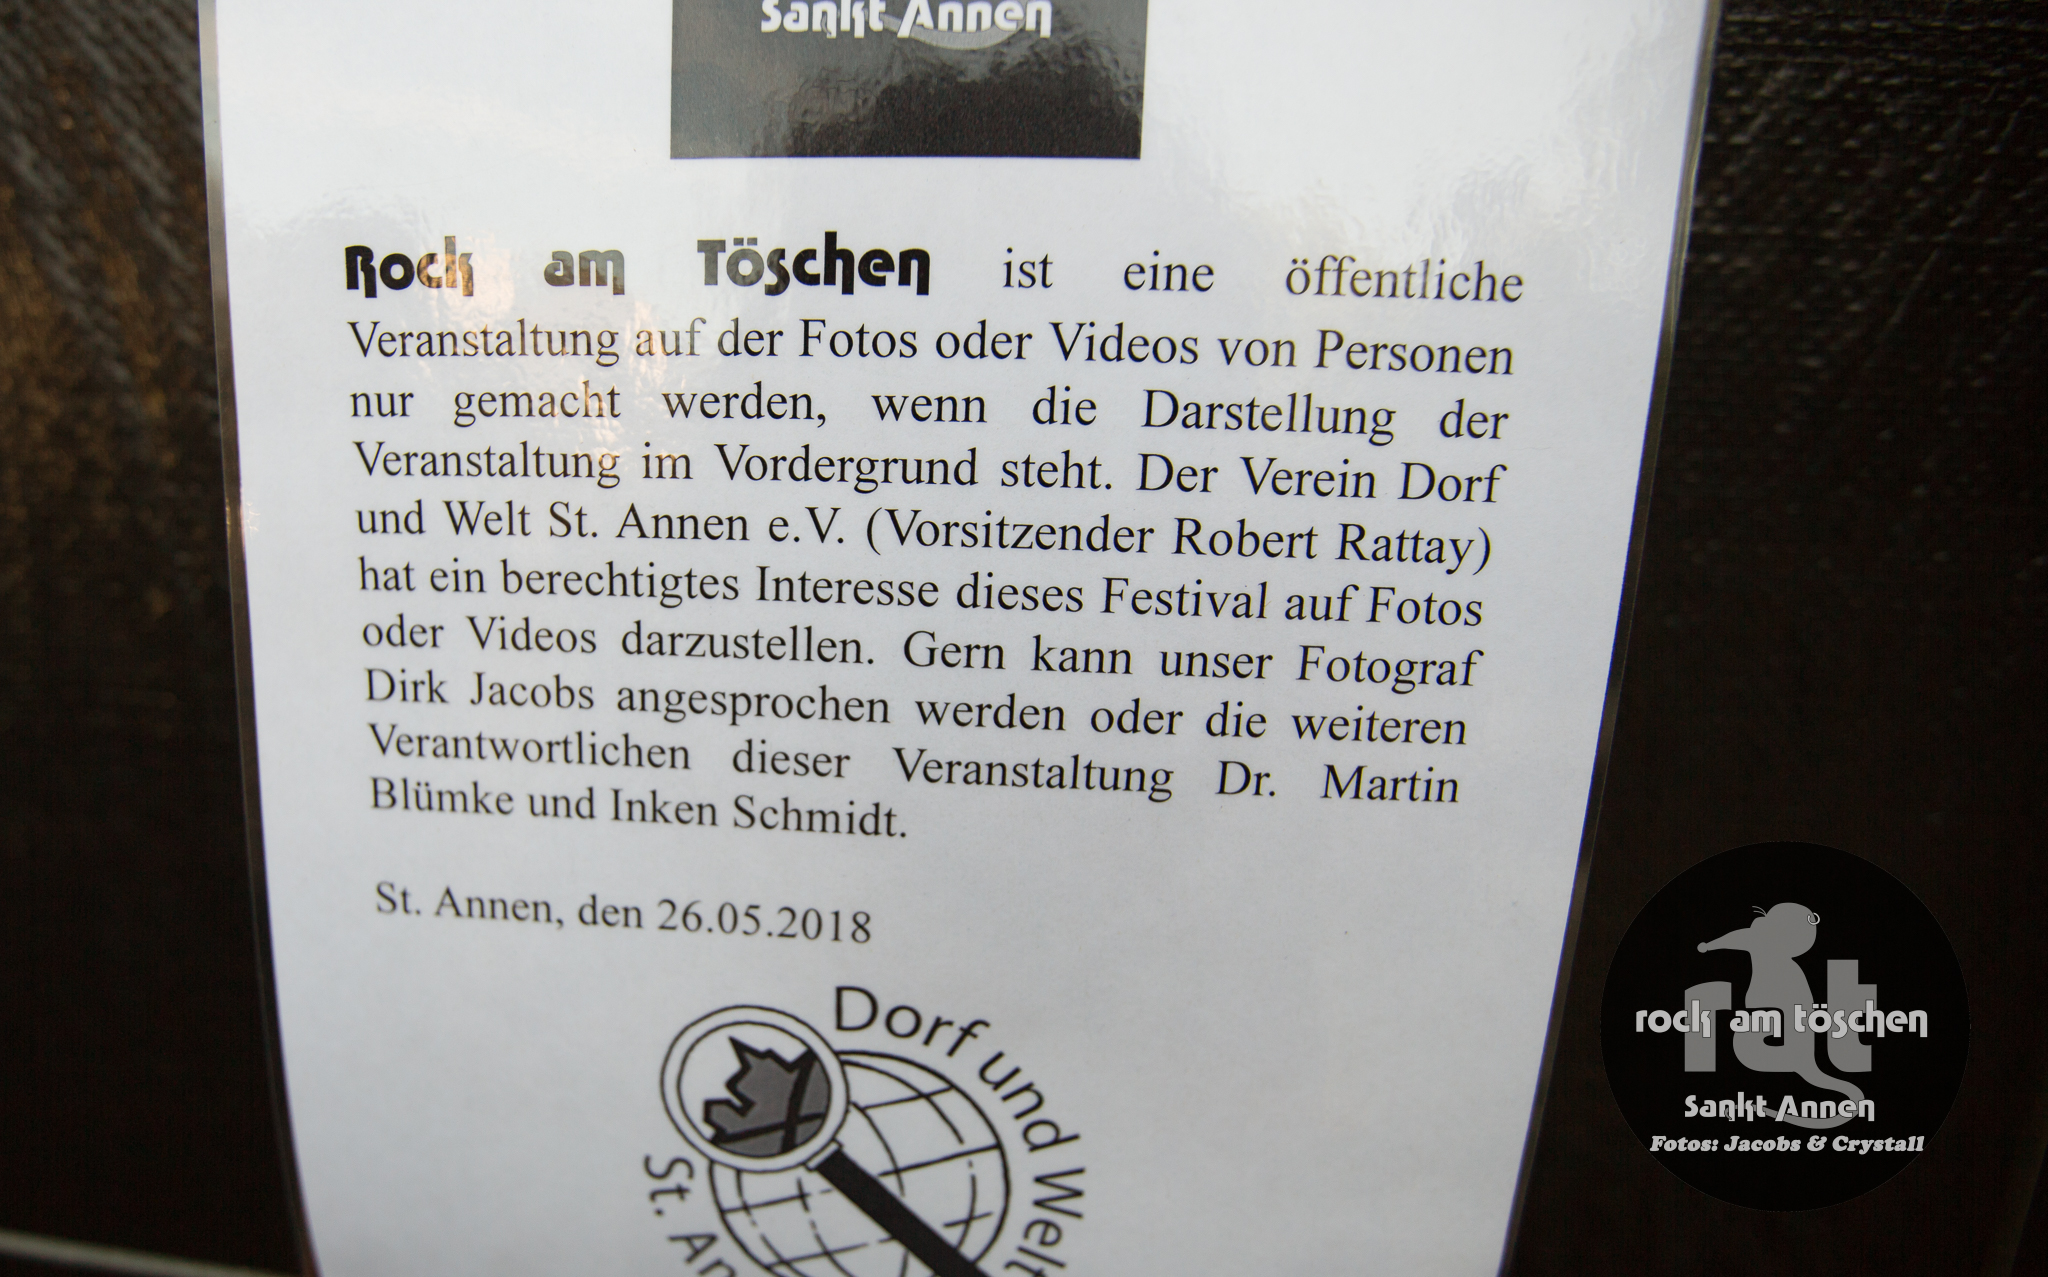 Sankt Annen
Rock am Töschen ist eine öffentliche
Veranstaltung auf der Fotos oder Videos von Personen
nur gemacht werden, wenn die Darstellung der
Veranstaltung im Vordergrund steht. Der Verein Dorf
und Welt St. Annen e.V. (Vorsitzender Robert Rattay)
hat ein berechtigtes Interesse dieses Festival auf Fotos
oder Videos darzustellen. Gern kann unser Fotograf
Dirk Jacobs angesprochen werden oder die weiteren
Verantwortlichen dieser Veranstaltung Dr. Martin
Blümke und Inken Schmidt.
St. Annen, den 26.05.2018
Dorf und Welt
St. An
rat
rock am töschen
Sankt Annen
Fotos: Jacobs & Crystall